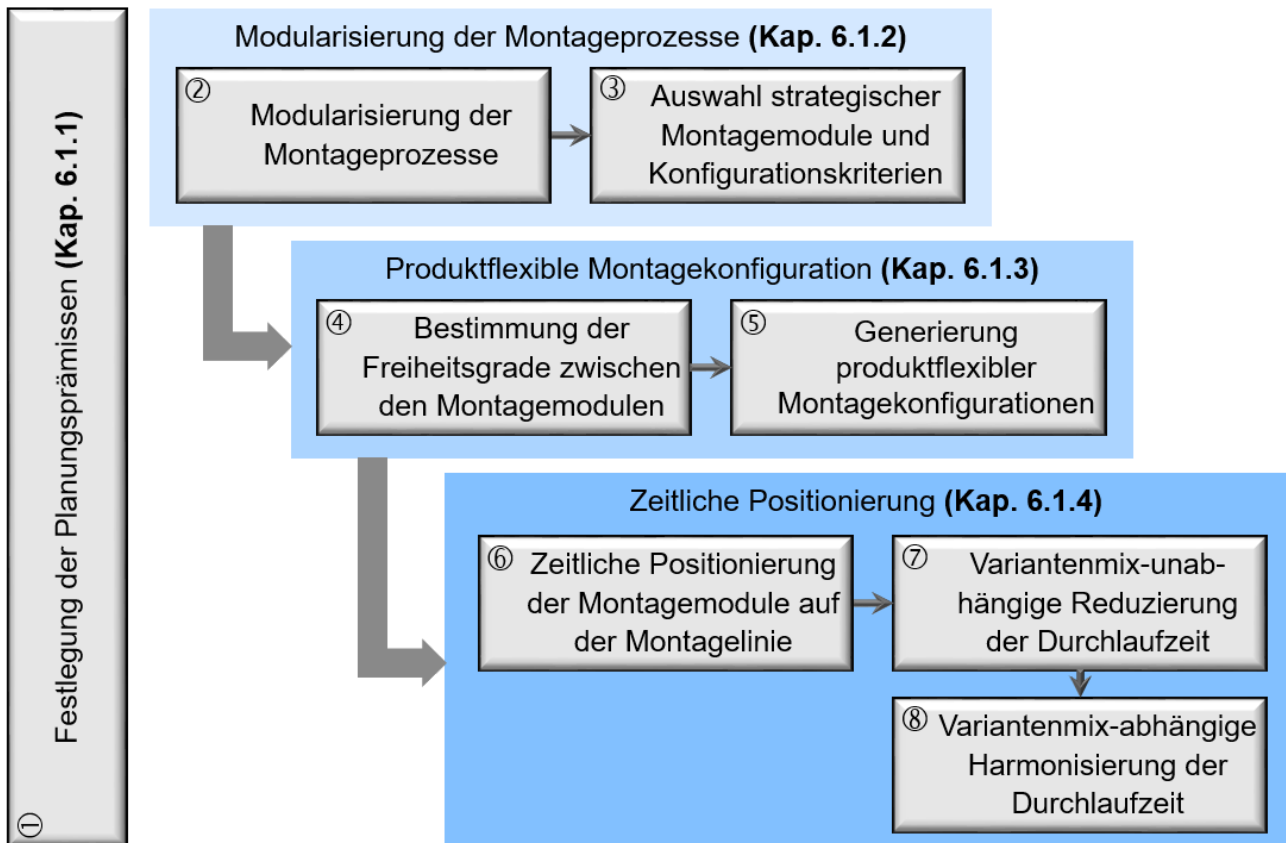 ① Festlegung der Planungsprämissen (Kap. 6.1.1)
Modularisierung der Montageprozesse (Kap. 6.1.2)
② Modularisierung der
Montageprozesse
③ Auswahl strategischer
Montagemodule und
Konfigurationskriterien
Produktflexible Montagekonfiguration (Kap. 6.1.3)
④ Bestimmung der
Freiheitsgrade zwischen
den Montagemodulen
⑤ Generierung
produktflexibler
Montagekonfigurationen
Zeitliche Positionierung (Kap. 6.1.4)
⑥ Zeitliche Positionierung
der Montagemodule auf
der Montagelinie
⑦ Variantenmix-unab-
hängige Reduzierung
der Durchlaufzeit
⑧ Variantenmix-abhängige
Harmonisierung der
Durchlaufzeit